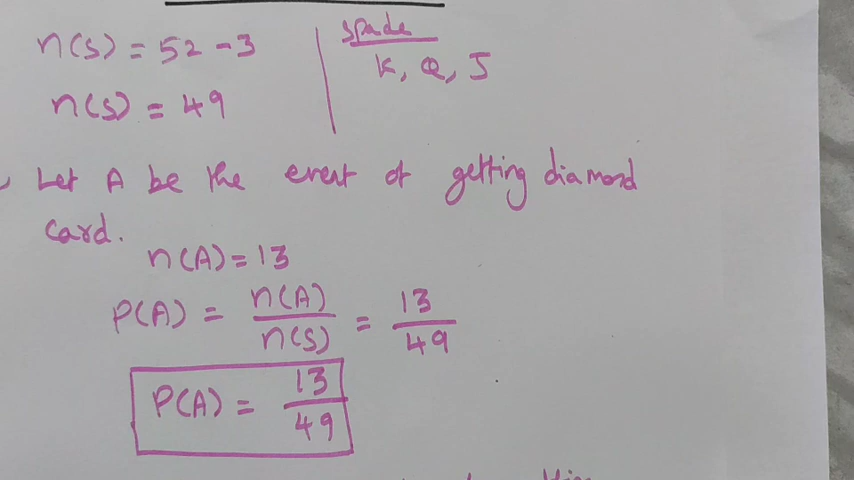 n(S) = 52 - 3
n(S) = 49
Spade
K, Q, J
Let A be the event of getting diamond
card.
n(A) = 13
P(A) = n(A)/n(S) = 13/49
P(A) = 13/49